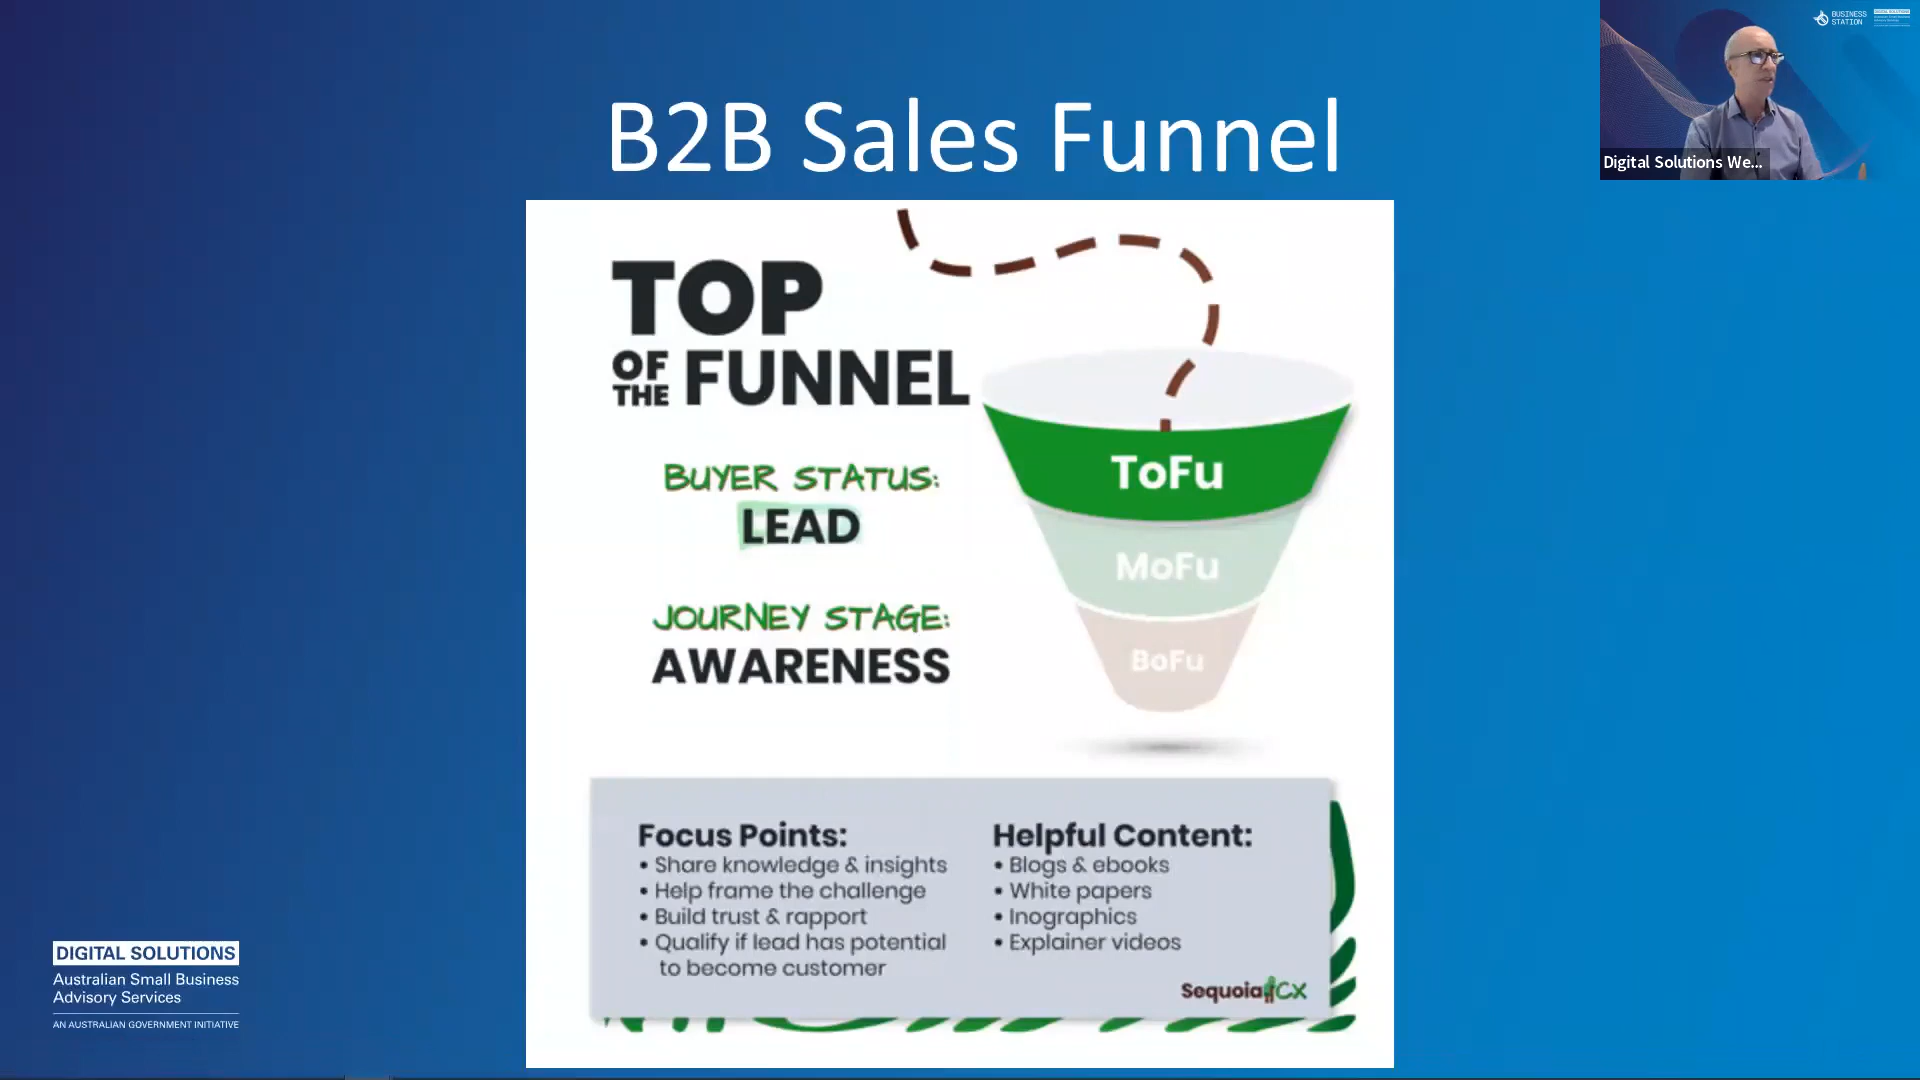 BUSINESS
STATION
DIGITAL SOLUTIONS
B2B Sales Funnel
Digital Solutions We...
TOP
OF THE FUNNEL
BUYER STATUS:
LEAD
JOURNEY STAGE:
AWARENESS
ToFu
MoFu
BoFu
Focus Points:
• Share knowledge & insights
• Help frame the challenge
• Build trust & rapport
• Qualify if lead has potential
to become customer
Helpful Content:
• Blogs & ebooks
• White papers
• Inographics
• Explainer videos
SequoiaCX
DIGITAL SOLUTIONS
Australian Small Business
Advisory Services
AN AUSTRALIAN GOVERNMENT INITIATIVE